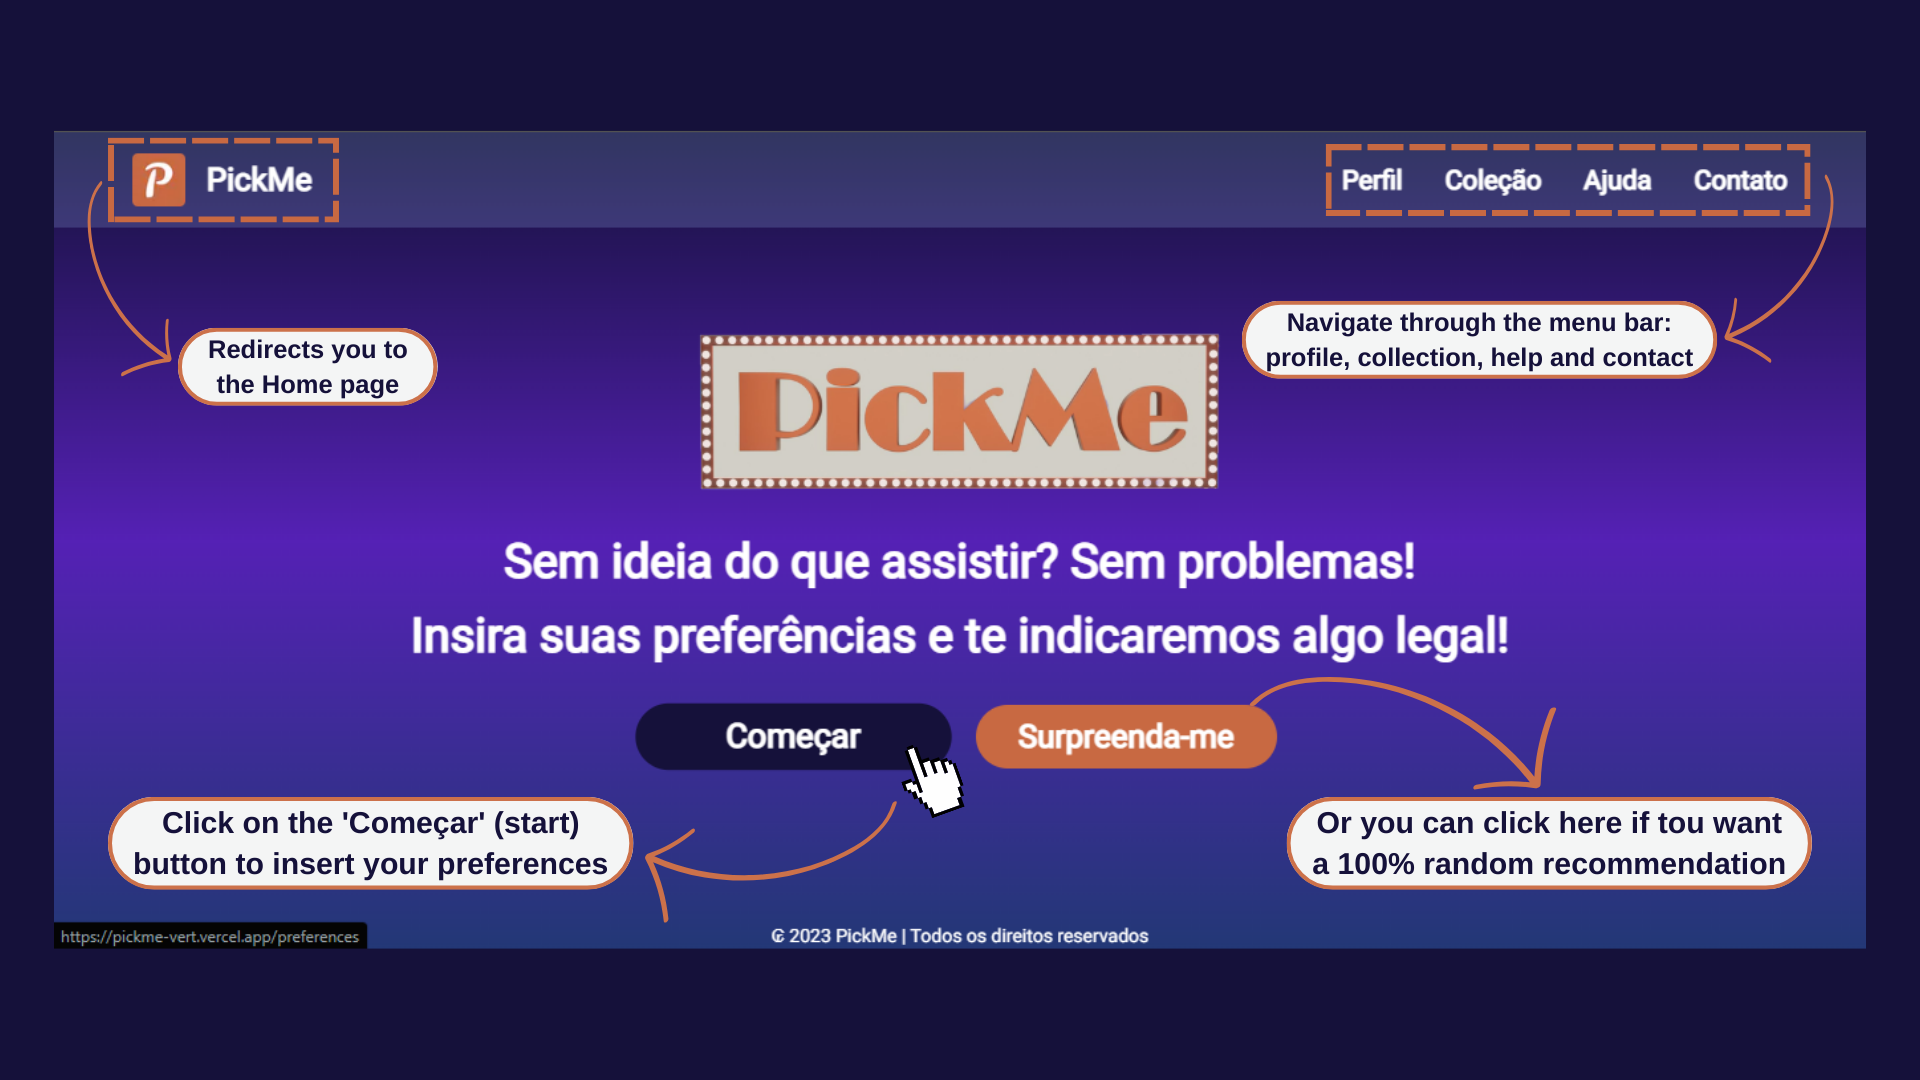 PickMe
Perfil Coleção Ajuda Contato
Redirects you to
the Home page
Navigate through the menu bar:
profile, collection, help and contact
PickMe
Sem ideia do que assistir? Sem problemas!
Insira suas preferências e te indicaremos algo legal!
Começar
Surpreenda-me
Click on the 'Começar' (start)
button to insert your preferences
Or you can click here if tou want
a 100% random recommendation
https://pickme-vert.vercel.app/preferences
© 2023 PickMe | Todos os direitos reservados